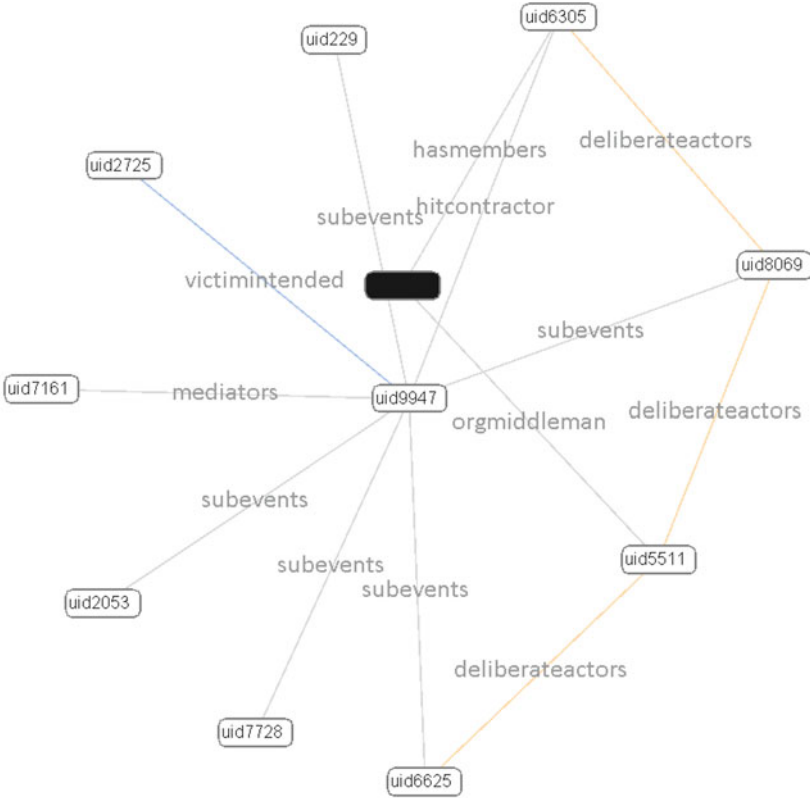 uid6305
uid229
deliberateactors
hasmembers
uid2725
hitcontractor
subevents
uid8069
victimintended
subevents
uid7161
mediators
uid9947
deliberateactors
orgmiddleman
subevents
uid5511
subevents
subevents
uid2053
deliberateactors
uid7728
uid6625